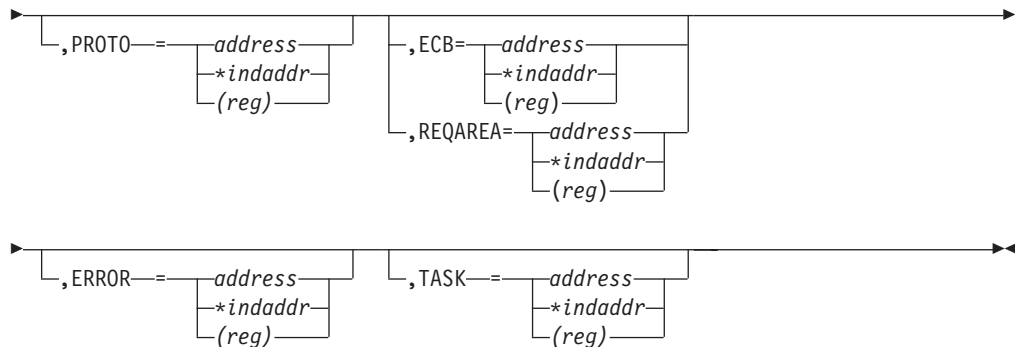 ,PROTO = address ,ECB= address
*indaddr *indaddr
(reg) (reg)
,REQAREA= address
*indaddr
(reg)
,ERROR = address ,TASK = address
*indaddr *indaddr
(reg) (reg)